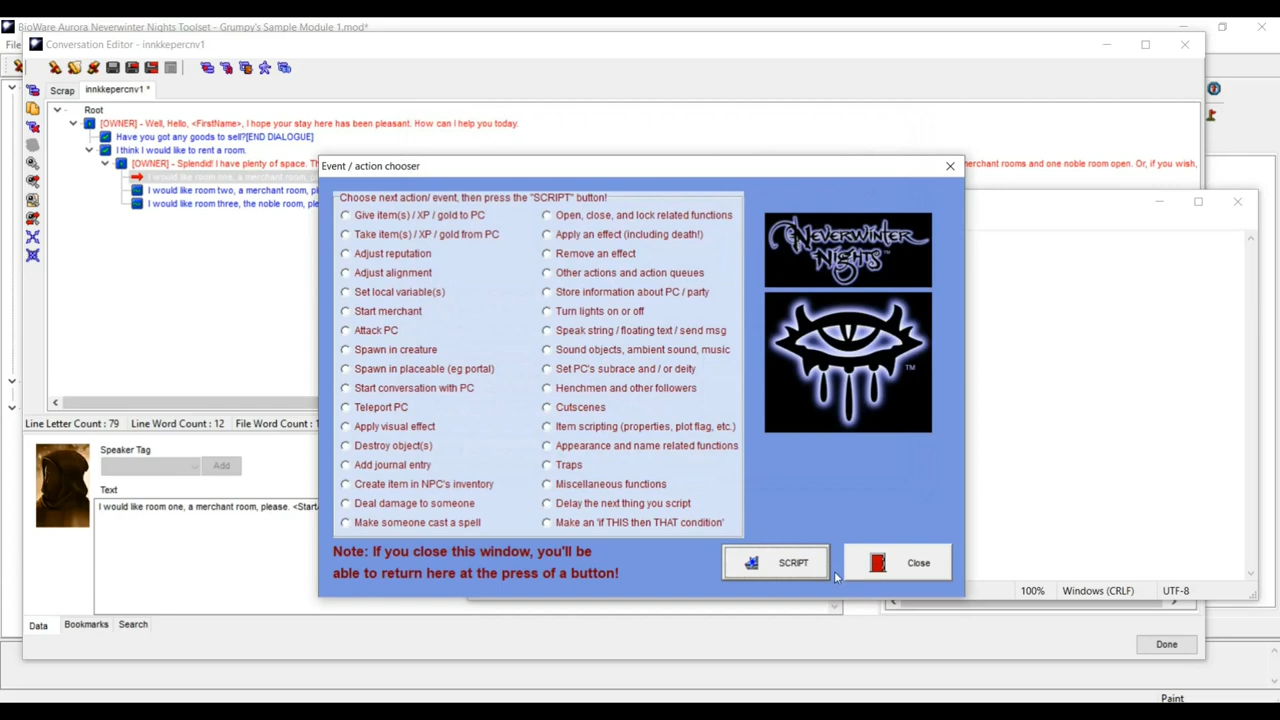 BioWare Aurora Neverwinter Nights Toolset - Grumpy's Sample Module 1.mod*
File
Conversation Editor - innkkepercnv1
Scrap
innkkepercnv1 *
Root
[OWNER] - Well, Hello, <FirstName>, I hope your stay here has been pleasant. How can I help you today.
Have you got any goods to sell?[END DIALOGUE]
I think I would like to rent a room.
[OWNER] - Splendid! I have plenty of space. Th
erchant rooms and one noble room open. Or, if you wish,
I would like room one, a merchant room, p
I would like room two, a merchant room, pl
I would like room three, the noble room, ple
Line Letter Count : 79
Line Word Count : 12
File Word Count : 1
Speaker Tag
Add
Text
I would like room one, a merchant room, please. <Start
Data
Bookmarks
Search
Event / action chooser
Choose next action/ event, then press the "SCRIPT" button!
Give item(s) / XP / gold to PC
Open, close, and lock related functions
Take item(s) / XP / gold from PC
Apply an effect (including death!)
Adjust reputation
Remove an effect
Adjust alignment
Other actions and action queues
Set local variable(s)
Store information about PC / party
Start merchant
Turn lights on or off
Attack PC
Speak string / floating text / send msg
Spawn in creature
Sound objects, ambient sound, music
Spawn in placeable (eg portal)
Set PC's subrace and / or deity
Start conversation with PC
Henchmen and other followers
Teleport PC
Cutscenes
Apply visual effect
Item scripting (properties, plot flag, etc.)
Destroy object(s)
Appearance and name related functions
Add journal entry
Traps
Create item in NPC's inventory
Miscellaneous functions
Deal damage to someone
Delay the next thing you script
Make someone cast a spell
Make an 'if THIS then THAT condition'
NEVERWINTER
NIGHTS
TM
TM
Note: If you close this window, you'll be
able to return here at the press of a button!
SCRIPT
Close
100%
Windows (CRLF)
UTF-8
Done
Paint